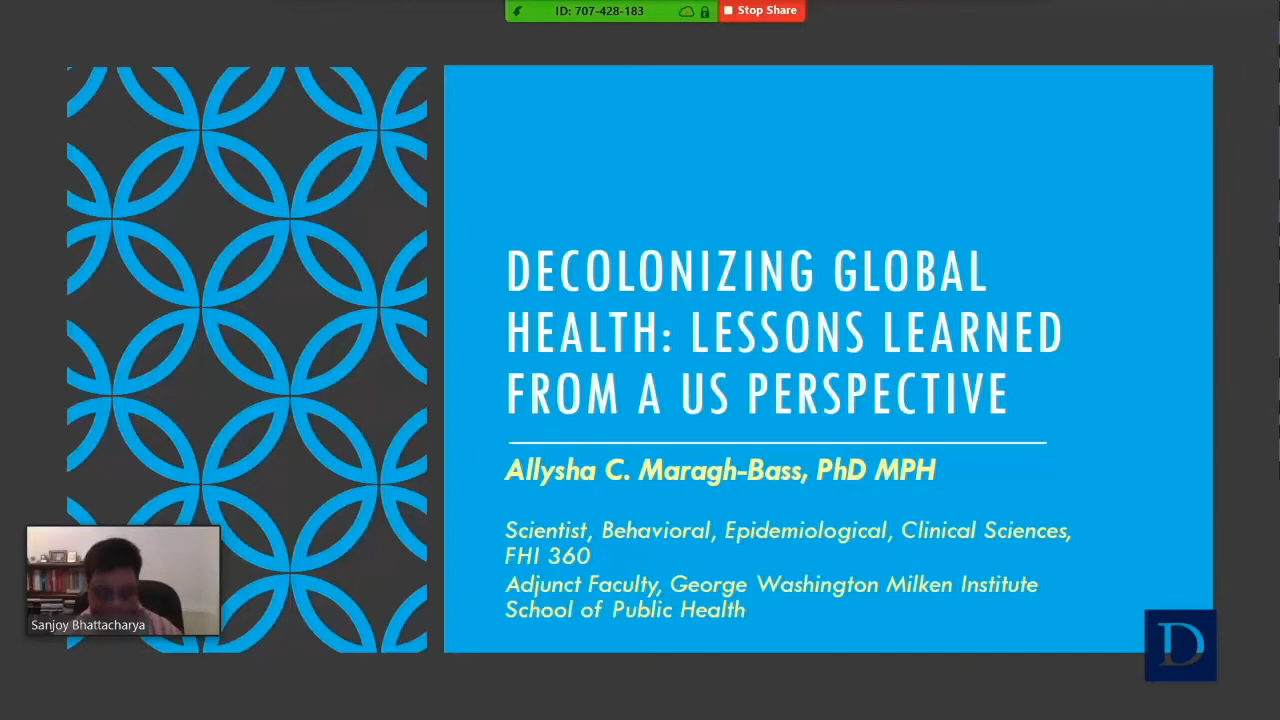 ID: 707-428-183
Stop Share
DECOLONIZING GLOBAL
HEALTH: LESSONS LEARNED
FROM A US PERSPECTIVE
Allysha C. Maragh-Bass, PhD MPH
Scientist, Behavioral, Epidemiological, Clinical Sciences,
FHI 360
Adjunct Faculty, George Washington Milken Institute
School of Public Health
Sanjoy Bhattacharya
D